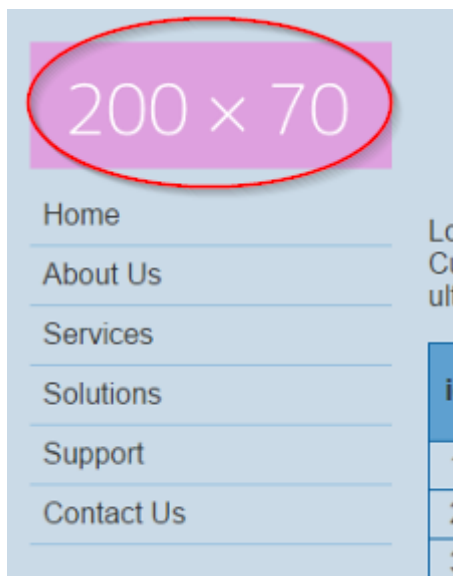 200 × 70
Home
About Us
Services
Solutions
Support
Contact Us